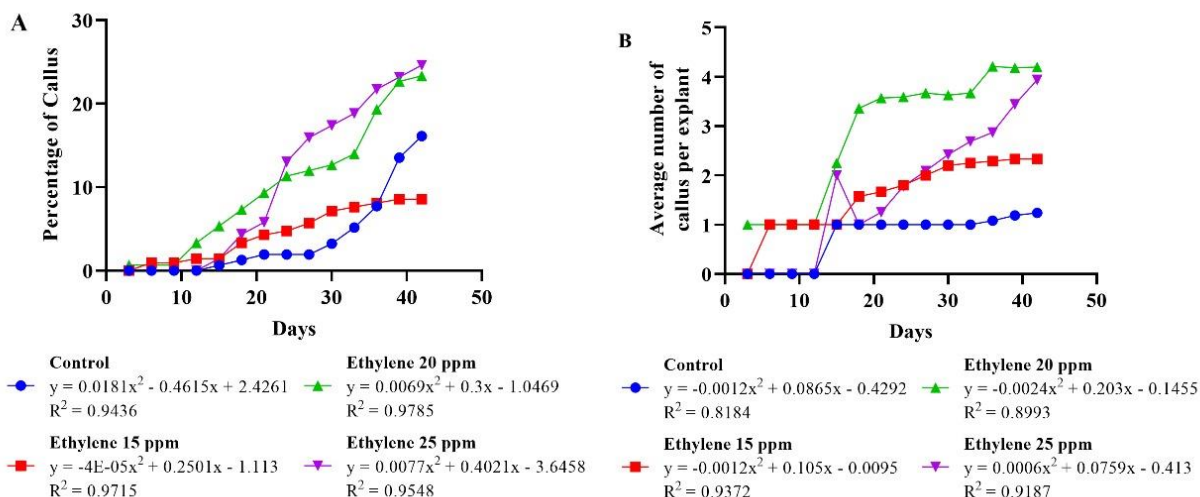 A
Percentage of Callus
30
20
10
0
0 10 20 30 40 50
Days
Control
y = 0.0181x² - 0.4615x + 2.4261
R² = 0.9436
Ethylene 20 ppm
y = 0.0069x² + 0.3x - 1.0469
R² = 0.9785
Ethylene 15 ppm
y = -4E-05x² + 0.2501x - 1.113
R² = 0.9715
Ethylene 25 ppm
y = 0.0077x² + 0.4021x - 3.6458
R² = 0.9548
B
Average number of
callus per explant
5
4
3
2
1
0
0 10 20 30 40 50
Days
Control
y = -0.0012x² + 0.0865x - 0.4292
R² = 0.8184
Ethylene 20 ppm
y = -0.0024x² + 0.203x - 0.1455
R² = 0.8993
Ethylene 15 ppm
y = -0.0012x² + 0.105x - 0.0095
R² = 0.9372
Ethylene 25 ppm
y = 0.0006x² + 0.0759x - 0.413
R² = 0.9187